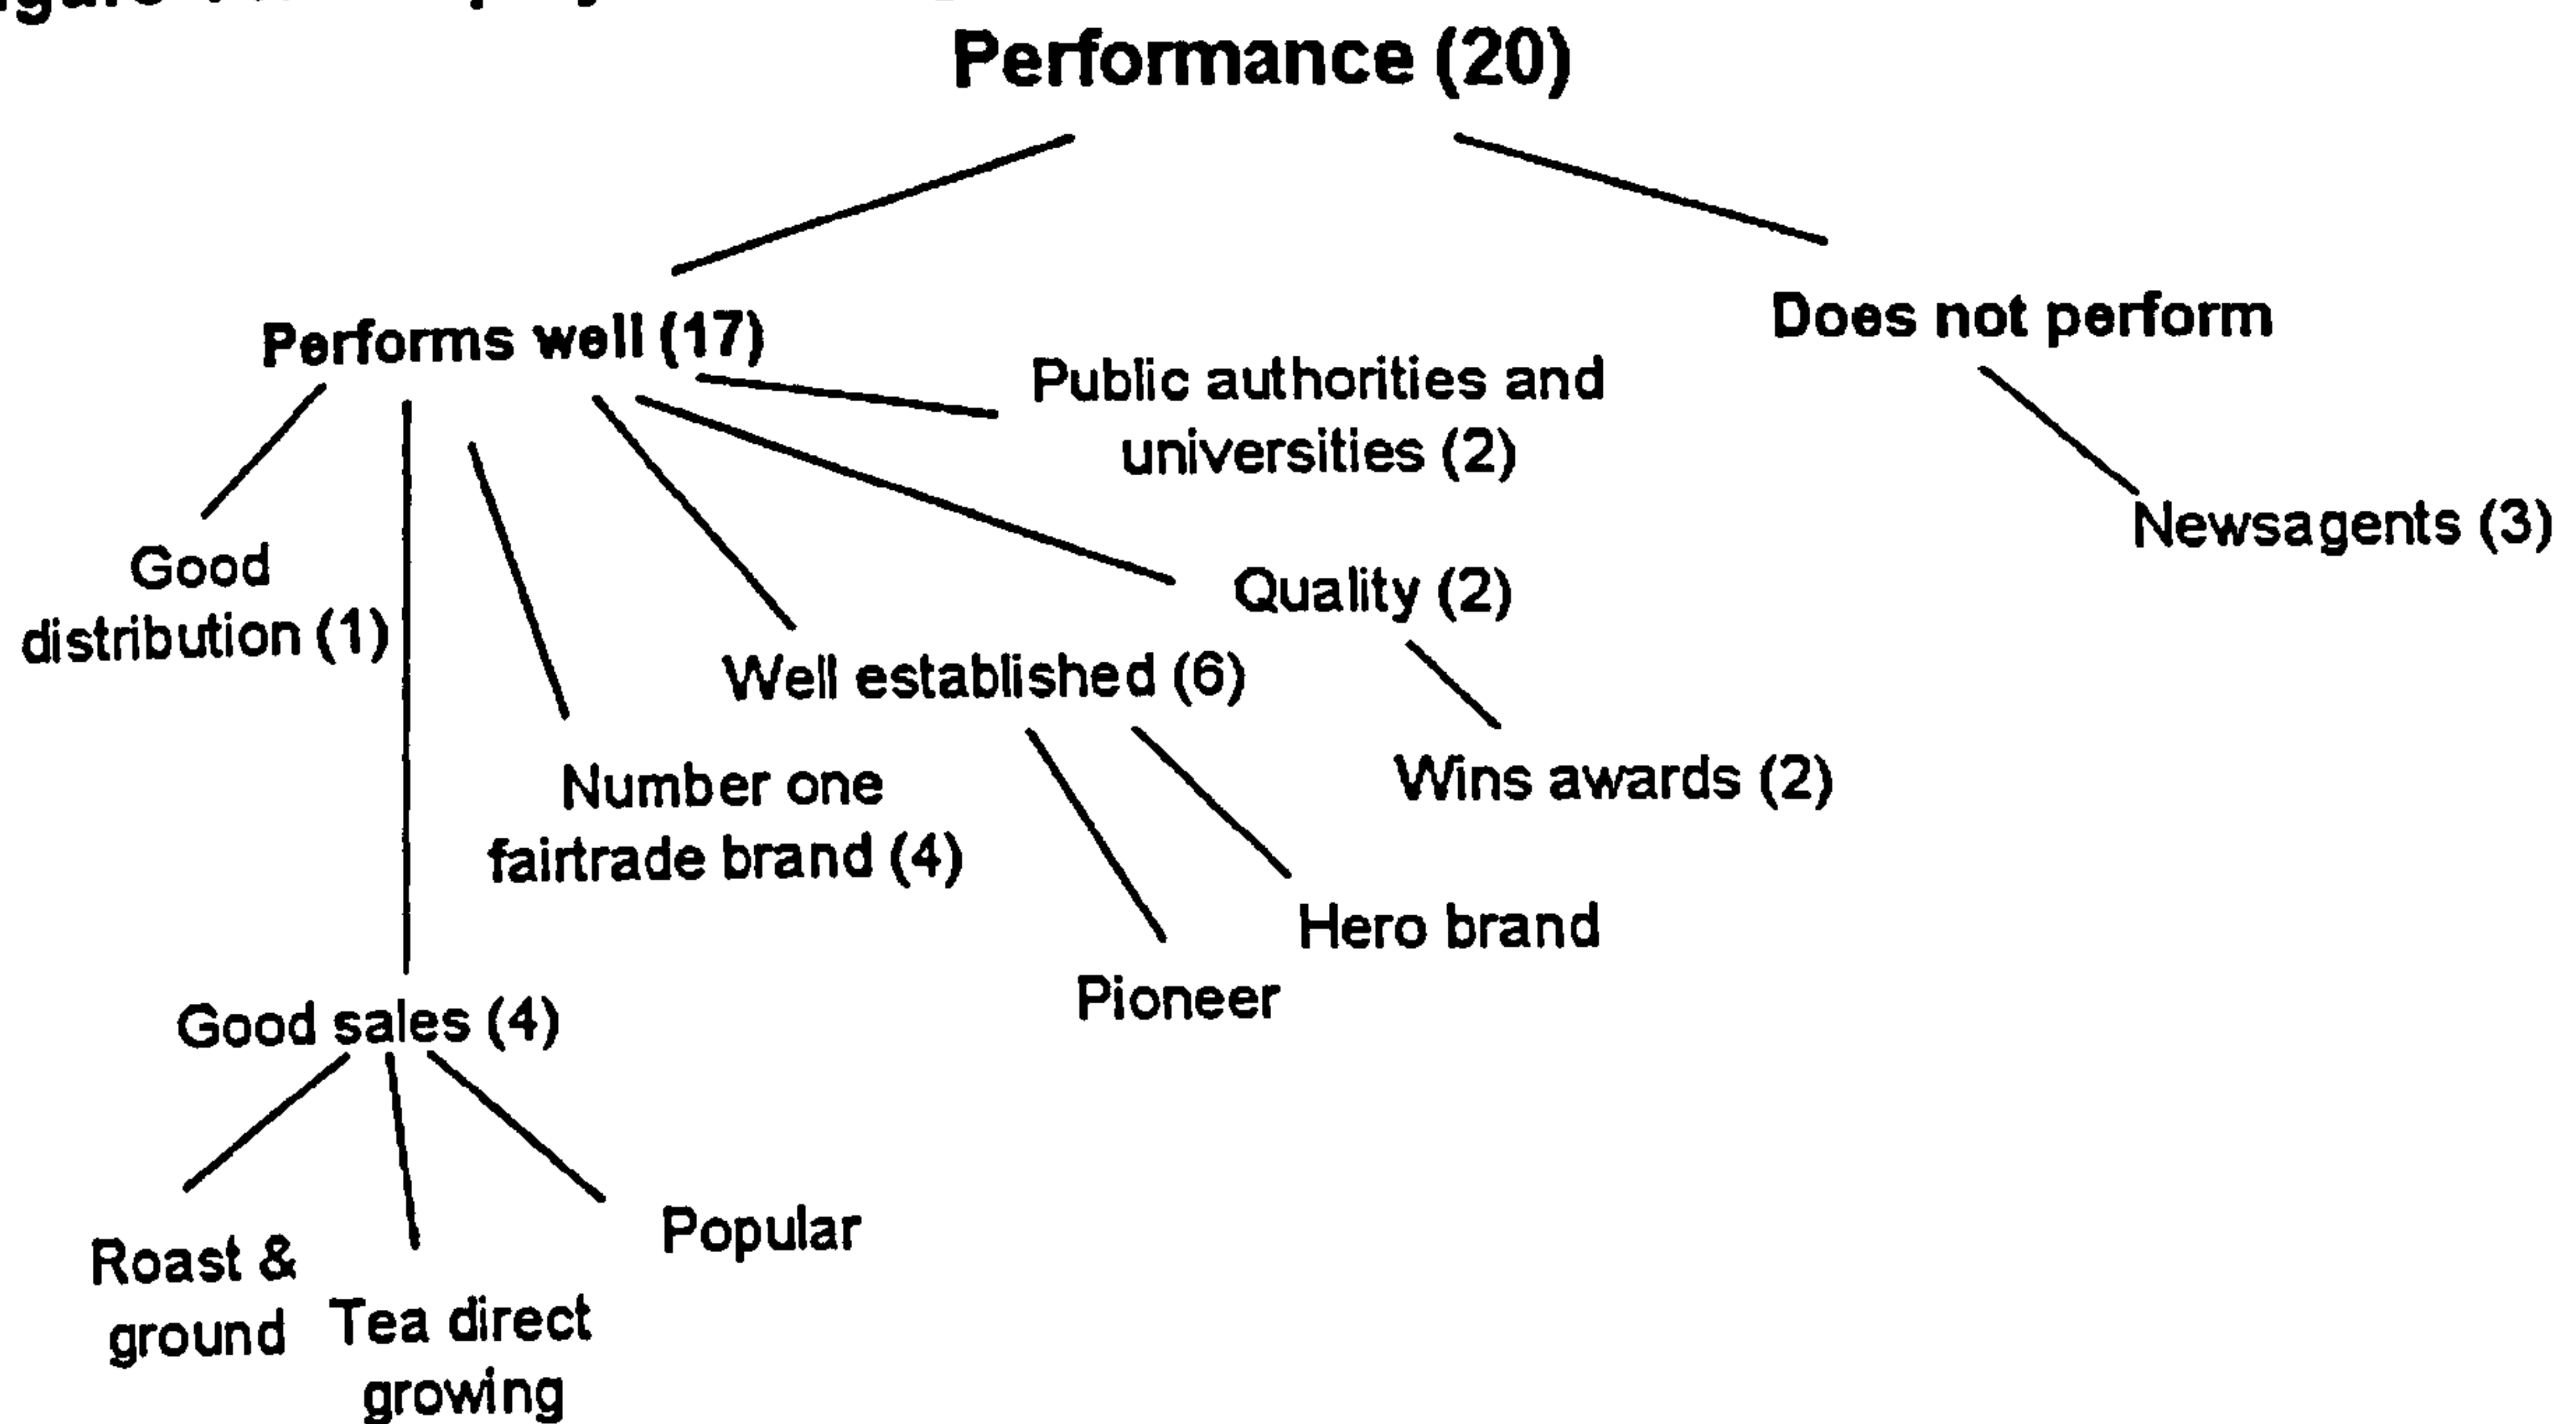 Performance (20)
Performs well (17)
Does not perform
Public authorities and
universities (2)
Newsagents (3)
Good
distribution (1)
Quality (2)
Well established (6)
Number one
fairtrade brand (4)
Wins awards (2)
Hero brand
Pioneer
Good sales (4)
Roast &
ground
Tea direct
growing
Popular